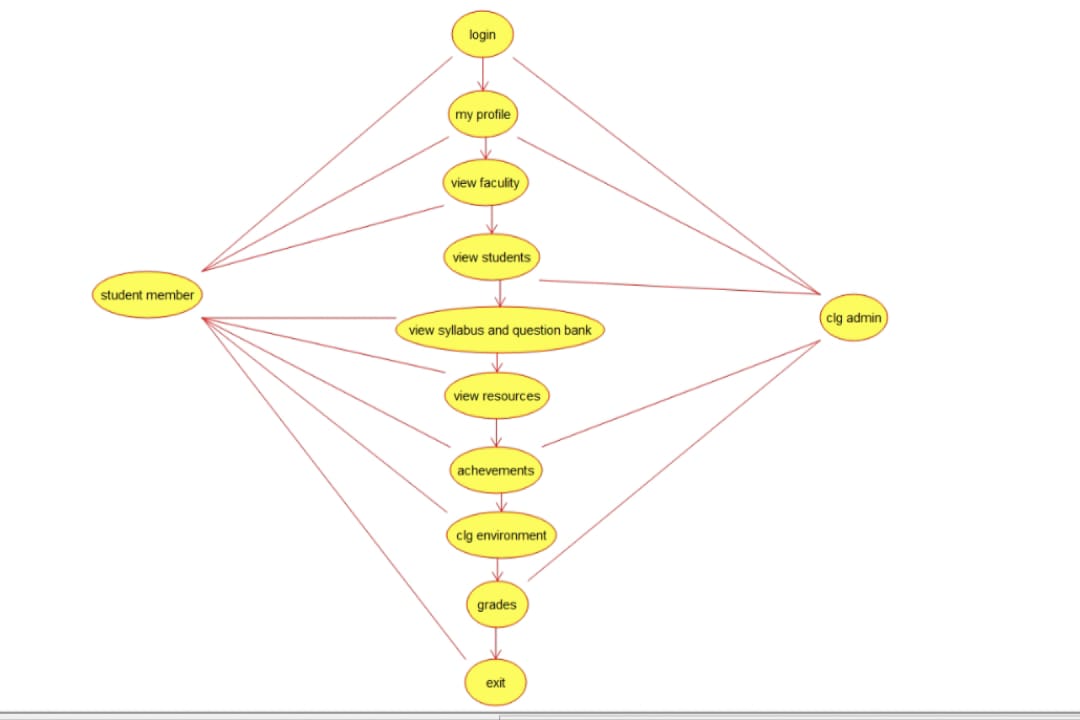 login
my profile
view faculity
view students
student member
clg admin
view syllabus and question bank
view resources
achevements
clg environment
grades
exit